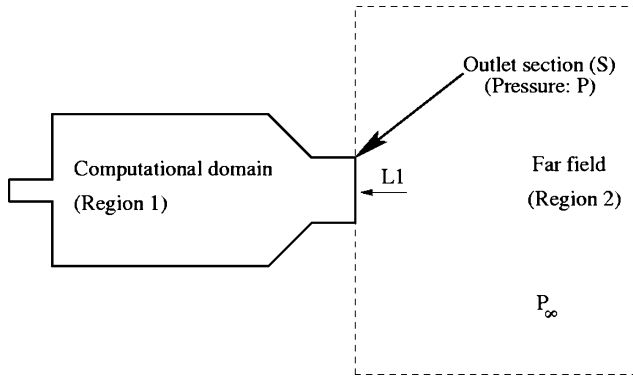 Outlet section (S)
(Pressure: P)
Computational domain
(Region 1)
L1
Far field
(Region 2)
P∞